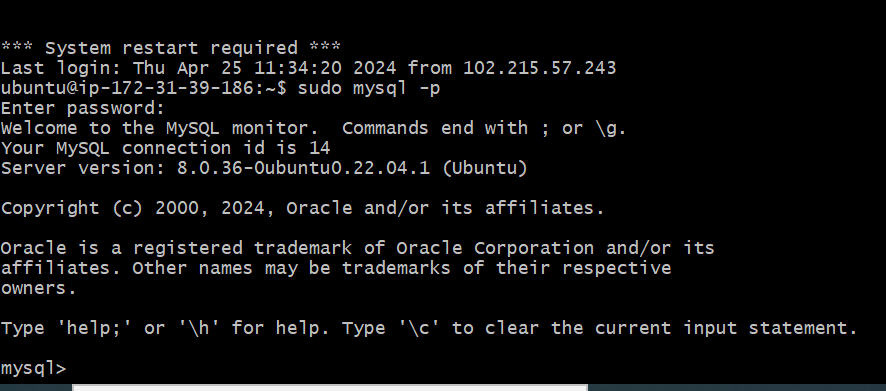 *** System restart required ***
Last login: Thu Apr 25 11:34:20 2024 from 102.215.57.243
ubuntu@ip-172-31-39-186:~$ sudo mysql -p
Enter password:
Welcome to the MySQL monitor.  Commands end with ; or \g.
Your MySQL connection id is 14
Server version: 8.0.36-0ubuntu0.22.04.1 (Ubuntu)
Copyright (c) 2000, 2024, Oracle and/or its affiliates.
Oracle is a registered trademark of Oracle Corporation and/or its
affiliates. Other names may be trademarks of their respective
owners.
Type 'help;' or '\h' for help. Type '\c' to clear the current input statement.
mysql>